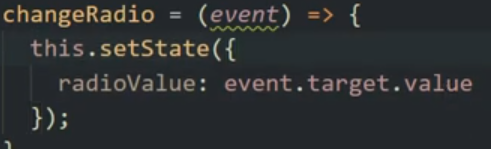 changeRadio = (event) => {
this.setState({
radioValue: event.target.value
});
}